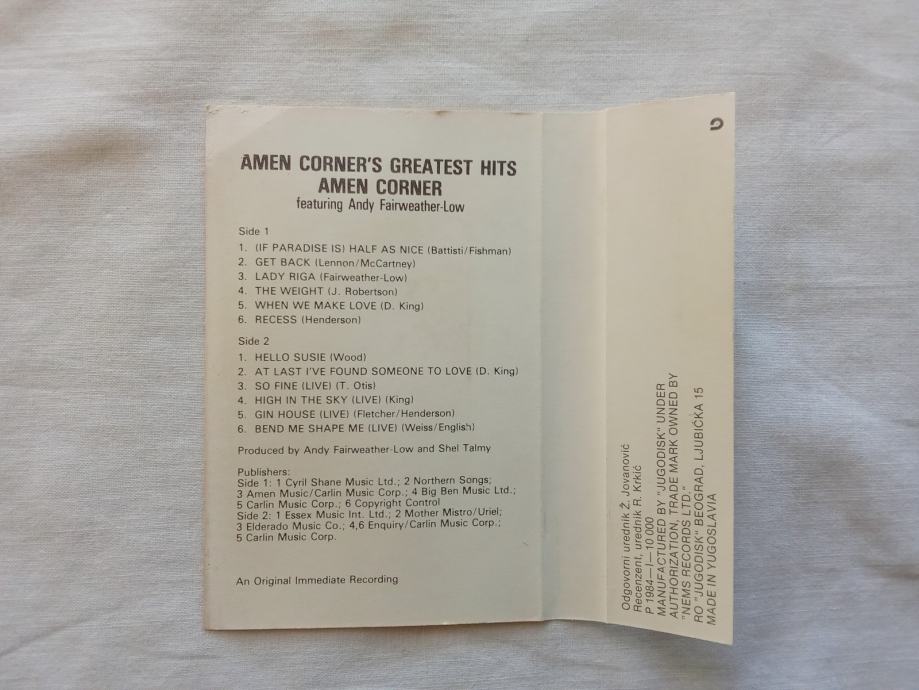 AMEN CORNER'S GREATEST HITS
AMEN CORNER
featuring Andy Fairweather-Low
Side 1
1. (IF PARADISE IS) HALF AS NICE (Battisti/Fishman)
2. GET BACK (Lennon/McCartney)
3. LADY RIGA (Fairweather-Low)
4. THE WEIGHT (J. Robertson)
5. WHEN WE MAKE LOVE (D. King)
6. RECESS (Henderson)
Side 2
1. HELLO SUSIE (Wood)
2. AT LAST I'VE FOUND SOMEONE TO LOVE (D. King)
3. SO FINE (LIVE) (T. Otis)
4. HIGH IN THE SKY (LIVE) (King)
5. GIN HOUSE (LIVE) (Fletcher/Henderson)
6. BEND ME SHAPE ME (LIVE) (Weiss/English)
Produced by Andy Fairweather-Low and Shel Talmy
Publishers:
Side 1: 1 Cyril Shane Music Ltd.; 2 Northern Songs;
3 Amen Music/Carlin Music Corp.; 4 Big Ben Music Ltd.;
5 Carlin Music Corp.; 6 Copyright Control
Side 2: 1 Essex Music Int. Ltd.; 2 Mother Mistro/Uriel;
3 Elderado Music Co.; 4,6 Enquiry/Carlin Music Corp.;
5 Carlin Music Corp.
An Original Immediate Recording
Odgovorni urednik Ž. Jovanović
Recenzent, urednik R. Krkić
P 1984—I—10 000
MANUFACTURED BY "JUGODISK" UNDER
AUTHORIZATION, TRADE MARK OWNED BY
"NEMS RECORDS LTD."
RO "JUGODISK" BEOGRAD, LJUBIĆKA 15
MADE IN YUGOSLAVIA